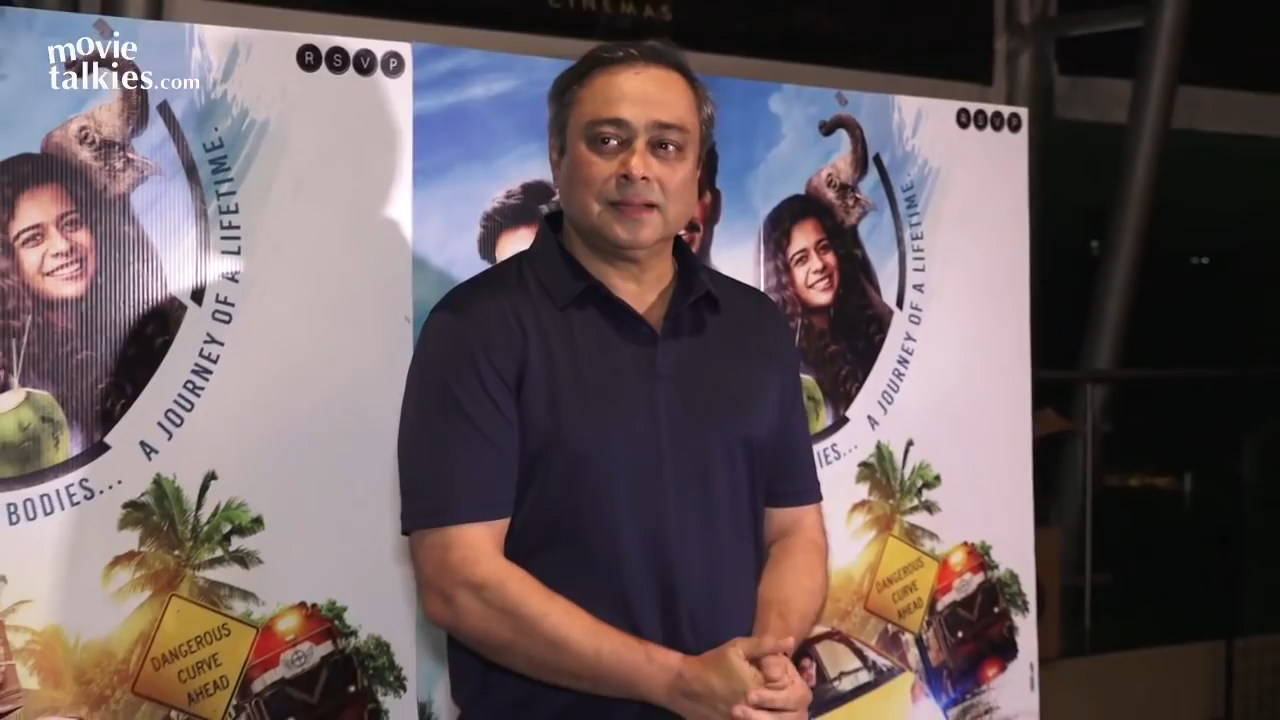 CINEMAS
movie
talkies.com
RSVP
RSVP
A JOURNEY OF A LIFETIME.
A JOURNEY OF A LIFETIME.
BODIES...
IES...
DANGEROUS
CURVE
AHEAD
DANGEROUS
CURVE
AHEAD